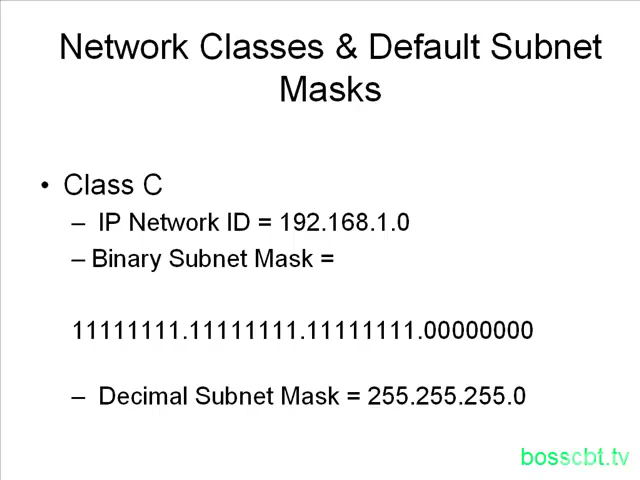 Network Classes & Default Subnet
Masks
• Class C
– IP Network ID = 192.168.1.0
– Binary Subnet Mask =
11111111.11111111.11111111.00000000
– Decimal Subnet Mask = 255.255.255.0
bosscbt.tv